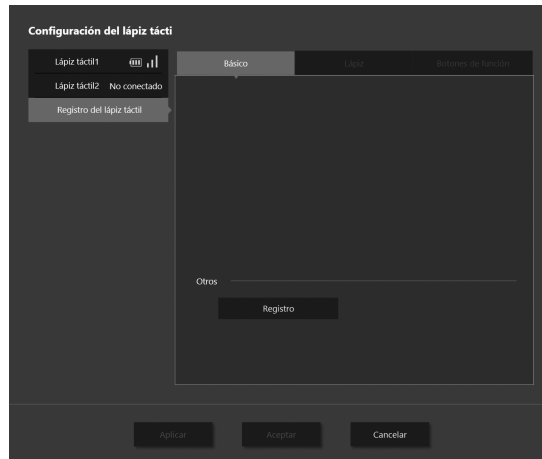 Configuración del lápiz tácti
Lápiz táctil1
Lápiz táctil2 No conectado
Registro del lápiz táctil
Básico Lápiz Botones de función
Otros
Registro
Aplicar Aceptar Cancelar